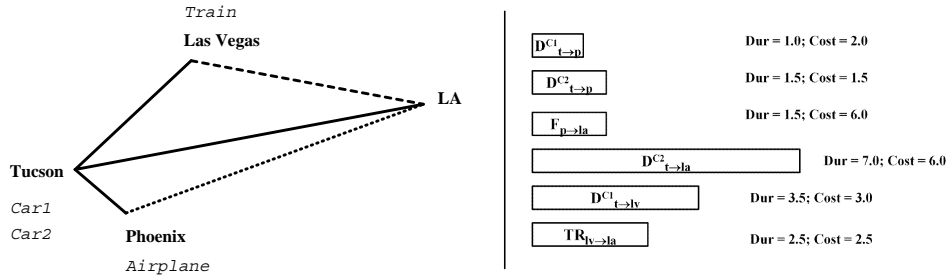 Train
Las Vegas
LA
Tucson
Car1
Car2
Phoenix
Airplane
D^C1_t→p Dur = 1.0; Cost = 2.0
D^C2_t→p Dur = 1.5; Cost = 1.5
F_p→la Dur = 1.5; Cost = 6.0
D^C2_t→la Dur = 7.0; Cost = 6.0
D^C1_t→lv Dur = 3.5; Cost = 3.0
TR_lv→la Dur = 2.5; Cost = 2.5